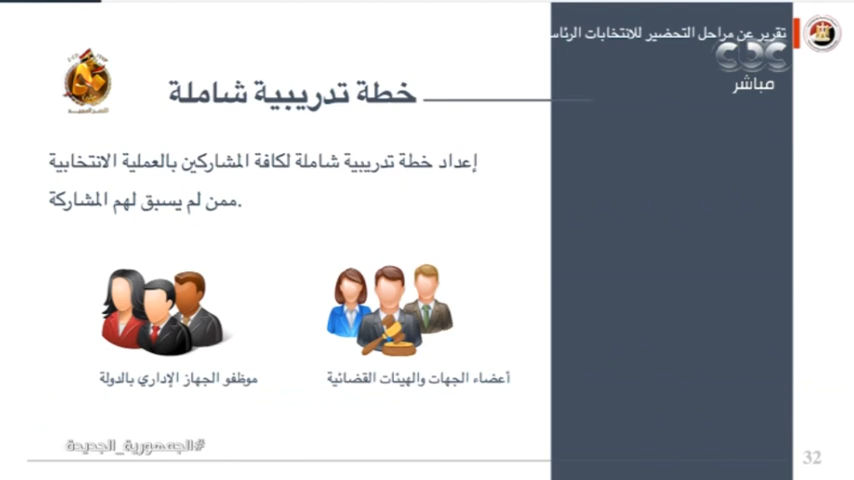 تقرير عن مراحل التحضير للانتخابات
cbc
مباشر
خطة تدريبية شاملة
إعداد خطة تدريبية شاملة لكافة المشاركين بالعملية الانتخابية
ممن لم يسبق لهم المشاركة.
أعضاء الجهات والهيئات القضائية
موظفو الجهاز الإداري بالدولة
#الجمهورية_الجديدة
32